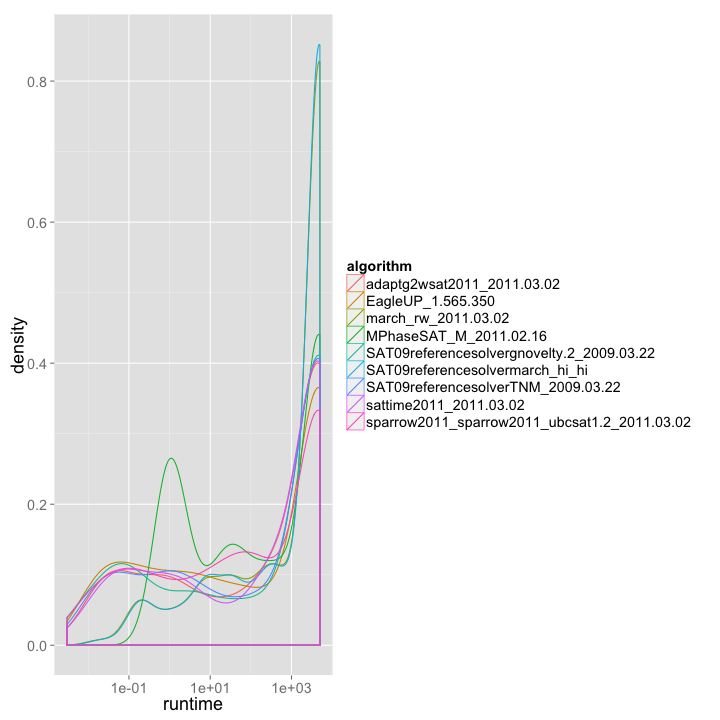 density
0.8
0.6
0.4
0.2
0.0
1e-01 1e+01 1e+03
runtime
algorithm
adaptg2wsat2011_2011.03.02
EagleUP_1.565.350
march_rw_2011.03.02
MPhaseSAT_M_2011.02.16
SAT09referencesolvergnovelty.2_2009.03.22
SAT09referencesolvermarch_hi_hi
SAT09referencesolverTNM_2009.03.22
sattime2011_2011.03.02
sparrow2011_sparrow2011_ubcsat1.2_2011.03.02